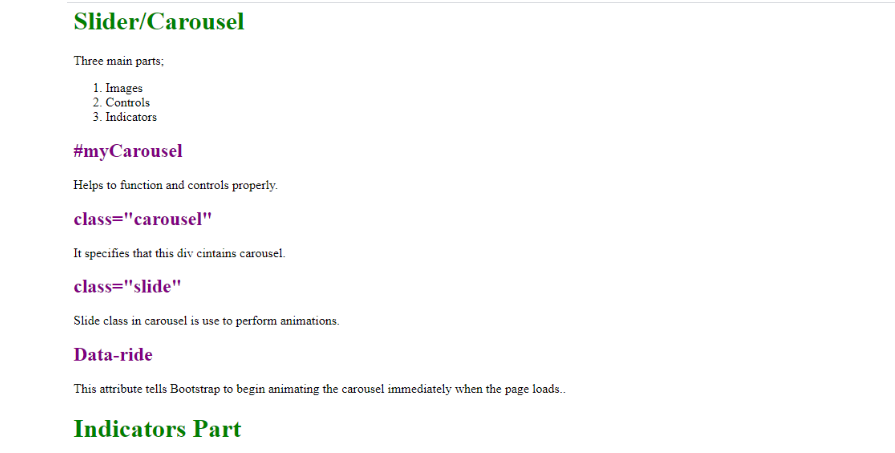 Slider/Carousel
Three main parts;
1. Images
2. Controls
3. Indicators
#myCarousel
Helps to function and controls properly.
class="carousel"
It specifies that this div cintains carousel.
class="slide"
Slide class in carousel is use to perform animations.
Data-ride
This attribute tells Bootstrap to begin animating the carousel immediately when the page loads..
Indicators Part